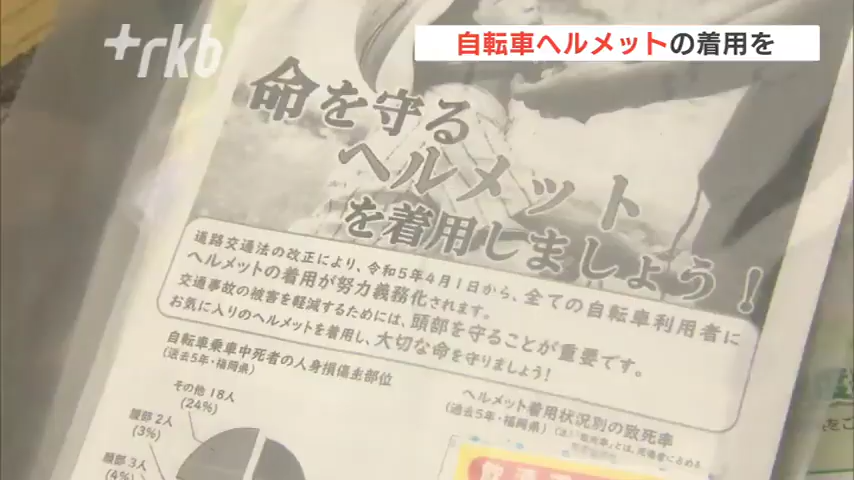 rkb
自転車ヘルメットの着用を
命を守る
ヘルメット
を着用しましょう！
道路交通法の改正により、令和5年4月1日から、全ての自転車利用者に
ヘルメットの着用が努力義務化されます。
交通事故の被害を軽減するためには、頭部を守ることが重要です。
お気に入りのヘルメットを着用し、大切な命を守りましょう！
自転車乗車中死者の人身損傷主部位
(過去5年・福岡県)
その他 18人
(24%)
腰部 2人
(3%)
顔部 3人
(4%)
ヘルメット着用状況別の致死率
(過去5年・福岡県)